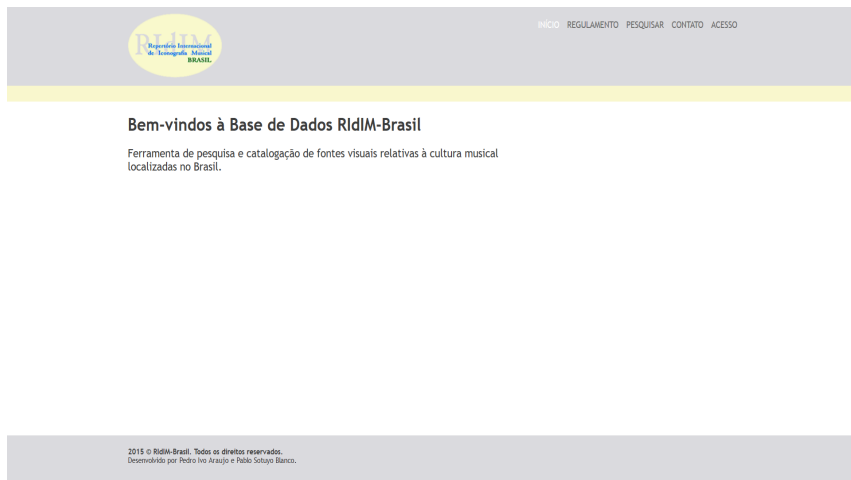 RIdIM
Repertório Internacional
de Iconografia Musical
BRASIL
INÍCIO REGULAMENTO PESQUISAR CONTATO ACESSO
Bem-vindos à Base de Dados RIdIM-Brasil
Ferramenta de pesquisa e catalogação de fontes visuais relativas à cultura musical
localizadas no Brasil.
2015 © RIdIM-Brasil. Todos os direitos reservados.
Desenvolvido por Pedro Ivo Araujo e Pablo Sotuyo Blanco.